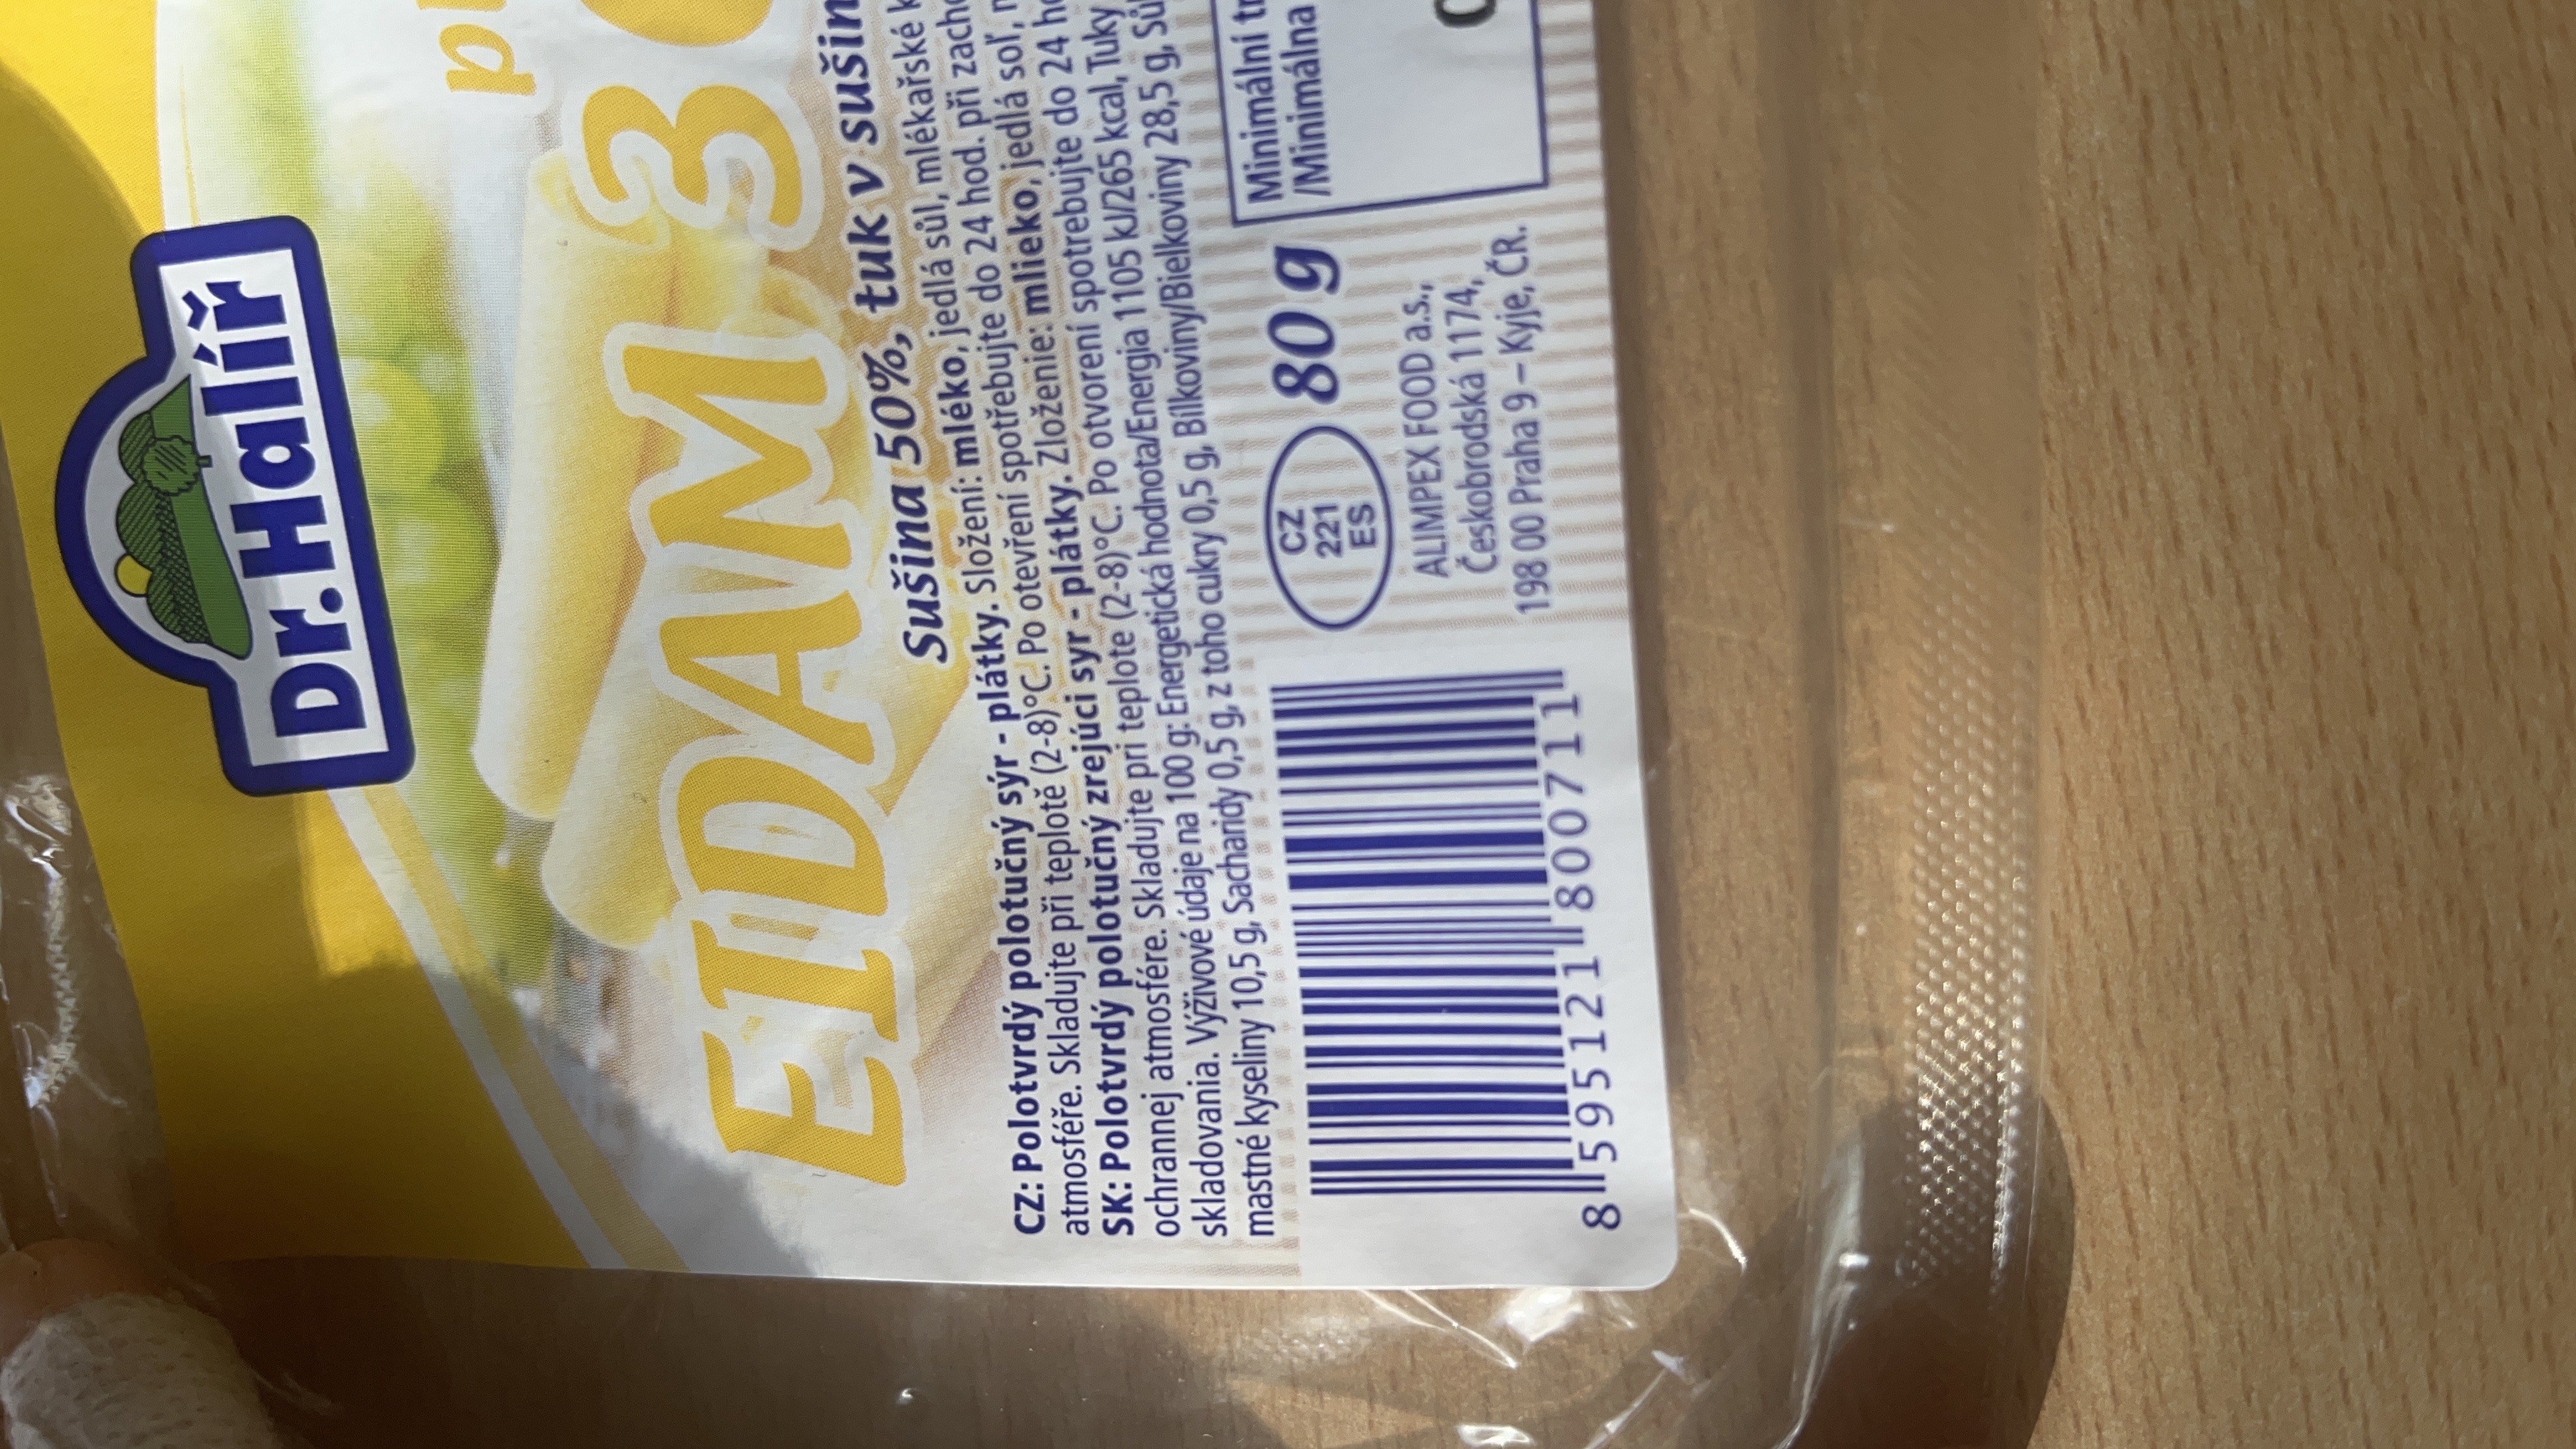 Dr. Halíř
pl
EIDAM 30
Sušina 50%, tuk v sušin
CZ: Polotvrdý polotučný sýr - plátky. Složení: mléko, jedlá sůl, mlékařské k
atmosféře. Skladujte při teplotě (2-8)°C. Po otevření spotřebujte do 24 hod. při zacho
SK: Polotvrdý polotučný zrejúci syr - plátky. Zloženie: mlieko, jedlá soľ, m
ochrannej atmosfére. Skladujte pri teplote (2-8)°C. Po otvorení spotrebujte do 24 ho
skladovania. Výživové údaje na 100 g: Energetická hodnota/Energia 1105 kJ/265 kcal, Tuky
mastné kyseliny 10,5 g, Sacharidy 0,5 g, z toho cukry 0,5 g, Bílkoviny/Bielkoviny 28,5 g, Sůl
8 595121 800711
CZ
221
ES
80 g
ALIMPEX FOOD a.s.,
Českobrodská 1174,
198 00 Praha 9 – Kyje, ČR.
Minimální tr
/Minimálna